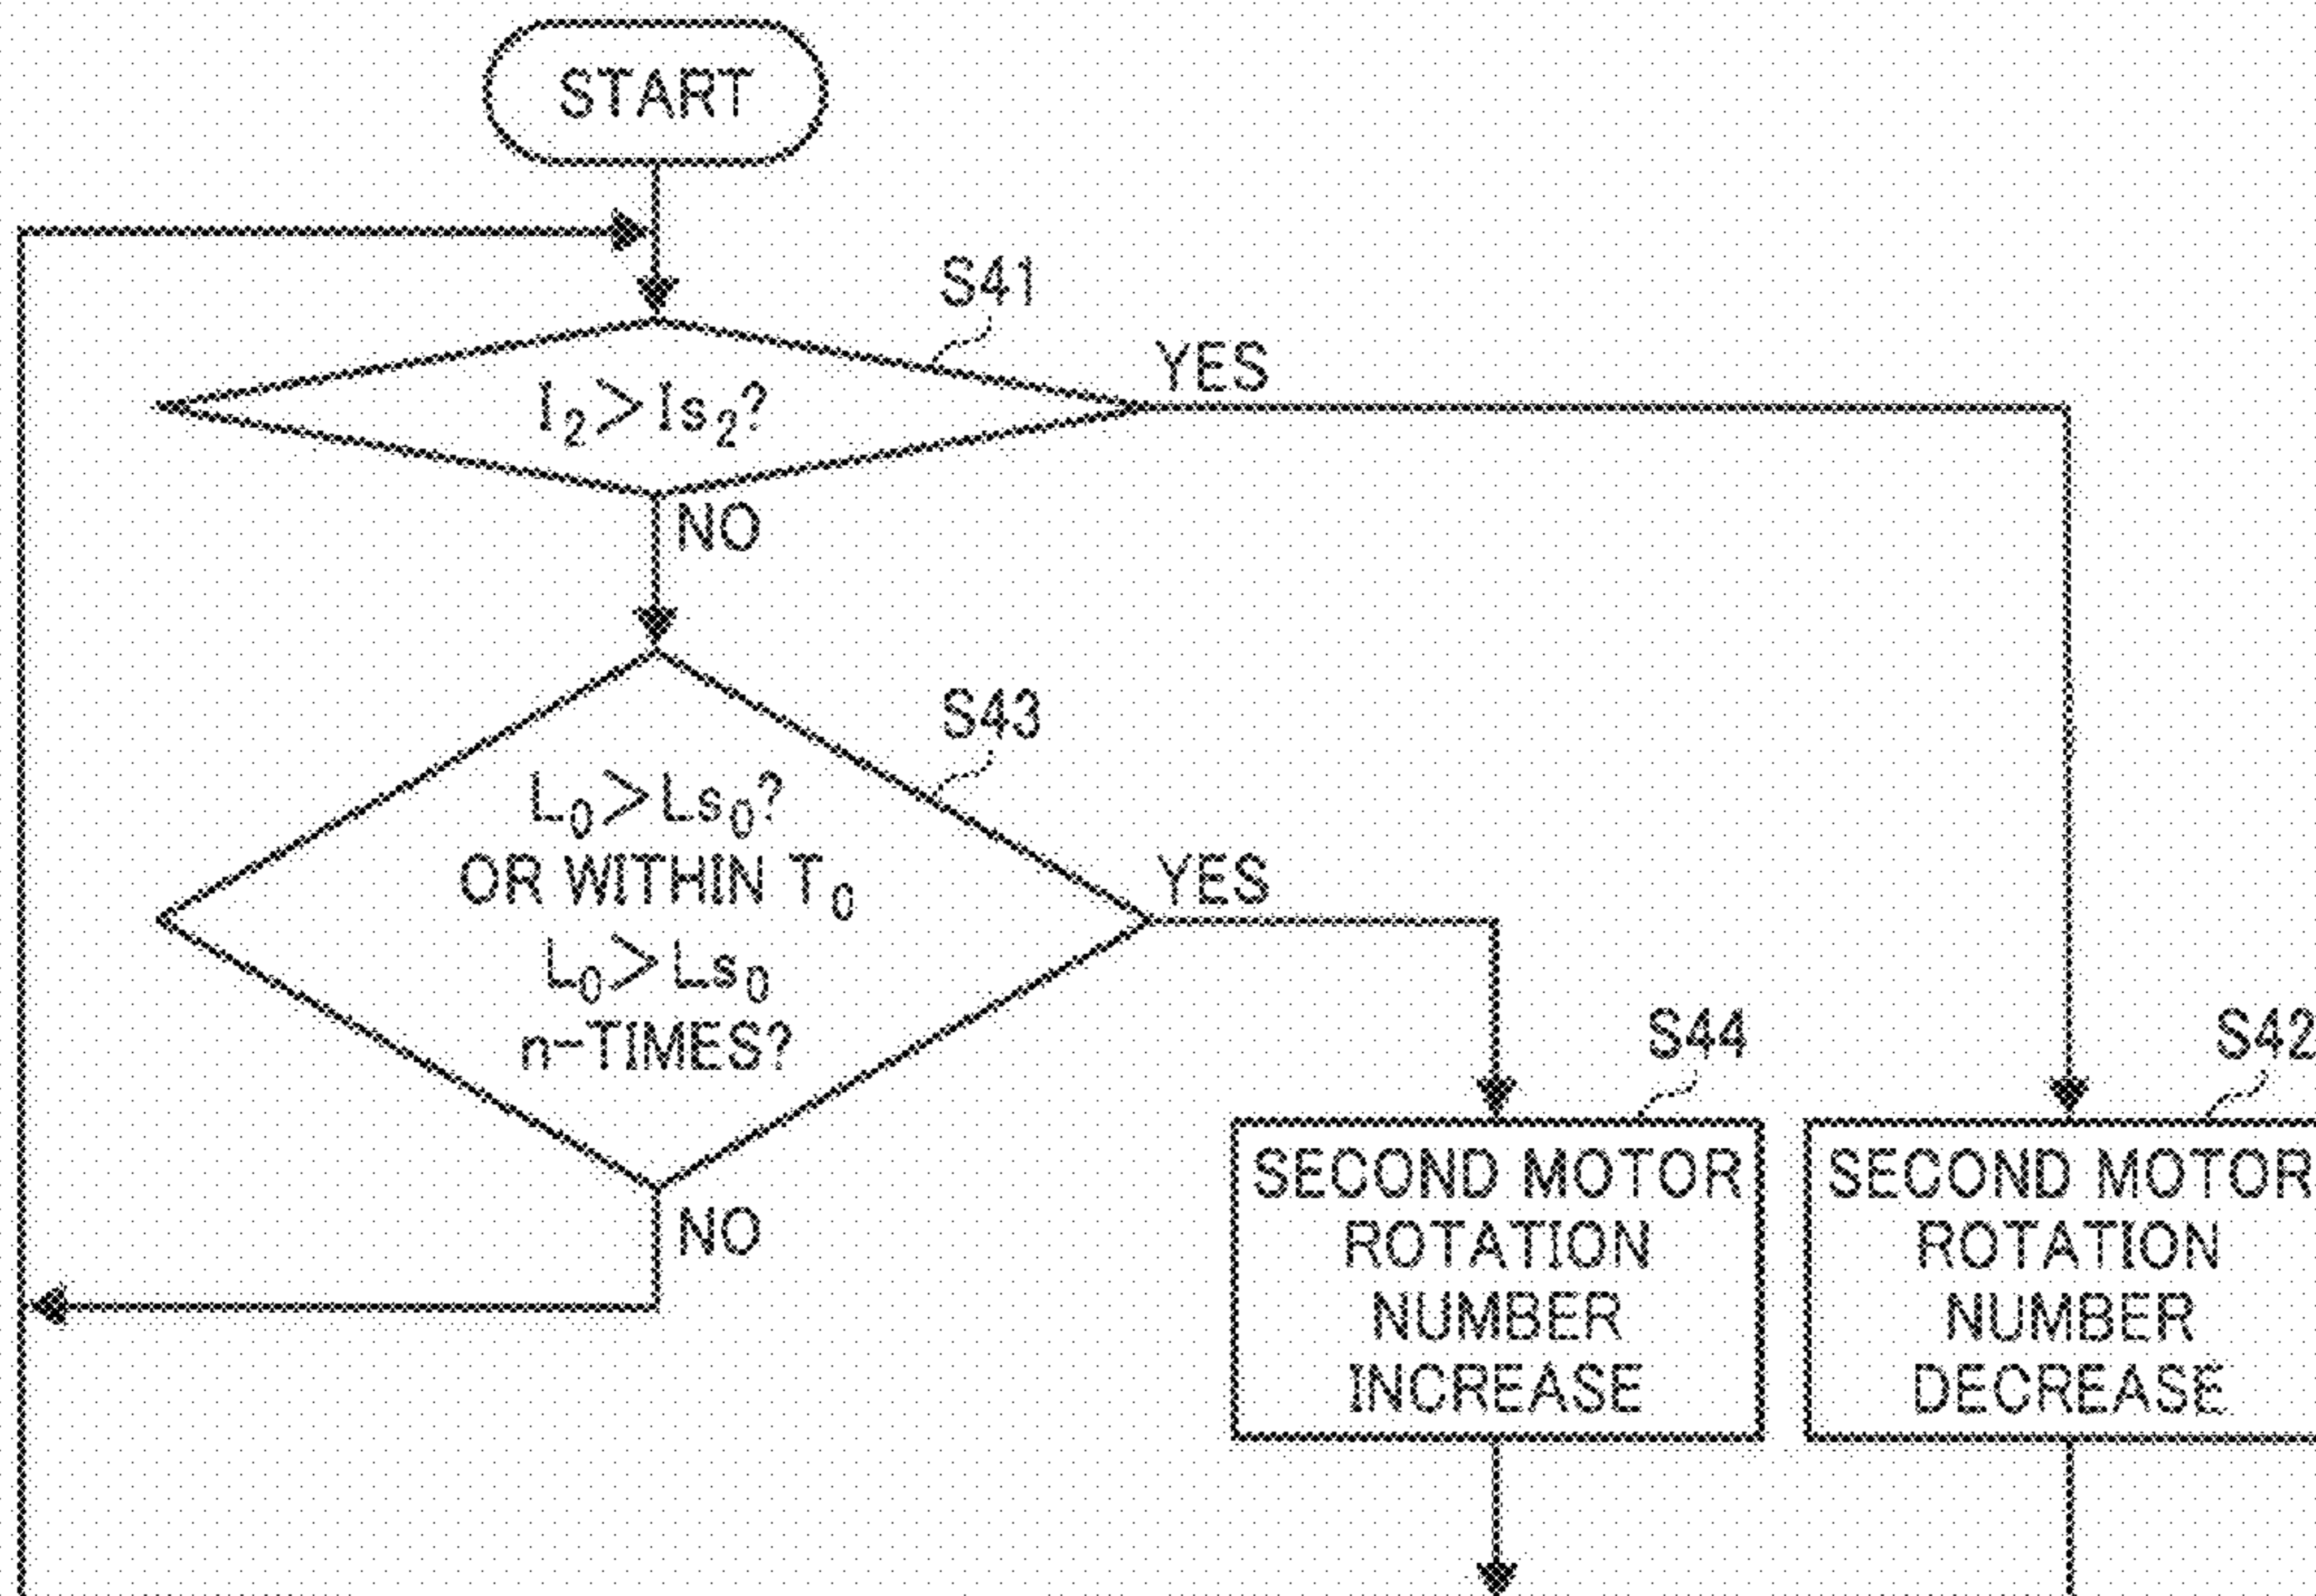 START
S41
I₂>Is₂?
YES
NO
S43
L₀>Ls₀?
OR WITHIN T₀
L₀>Ls₀
n-TIMES?
YES
NO
S44
SECOND MOTOR
ROTATION
NUMBER
INCREASE
S42
SECOND MOTOR
ROTATION
NUMBER
DECREASE